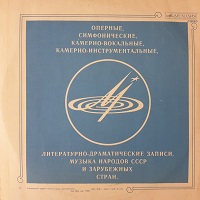 ОПЕРНЫЕ,
СИМФОНИЧЕСКИЕ,
КАМЕРНО-ВОКАЛЬНЫЕ,
КАМЕРНО-ИНСТРУМЕНТАЛЬНЫЕ,
ЛИТЕРАТУРНО-ДРАМАТИЧЕСКИЕ ЗАПИСИ.
МУЗЫКА НАРОДОВ СССР
И ЗАРУБЕЖНЫХ
СТРАН.